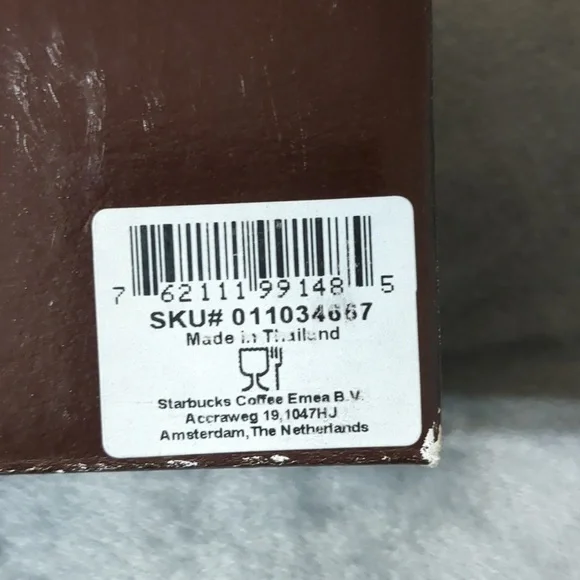 7 62111 99148 5
SKU# 011034667
Made in Thailand
Starbucks Coffee Emea B.V.
Accraweg 19,1047HJ
Amsterdam,The Netherlands